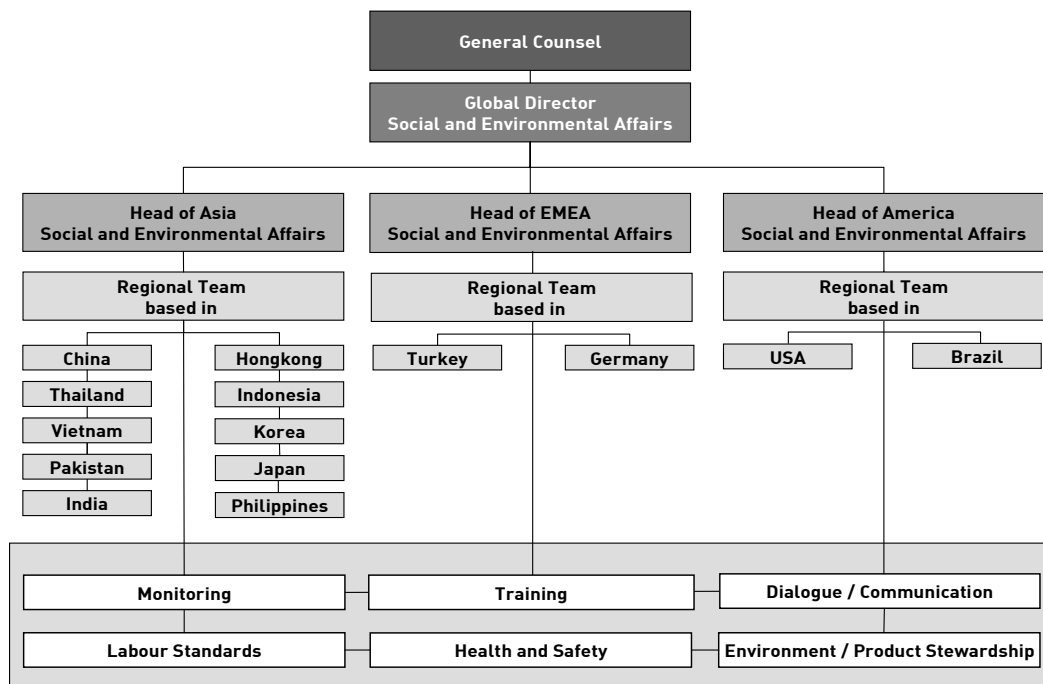 General Counsel
Global Director
Social and Environmental Affairs
Head of Asia
Social and Environmental Affairs
Head of EMEA
Social and Environmental Affairs
Head of America
Social and Environmental Affairs
Regional Team
based in
Regional Team
based in
Regional Team
based in
China
Hongkong
Turkey
Germany
USA
Brazil
Thailand
Indonesia
Vietnam
Korea
Pakistan
Japan
India
Philippines
Monitoring
Training
Dialogue / Communication
Labour Standards
Health and Safety
Environment / Product Stewardship